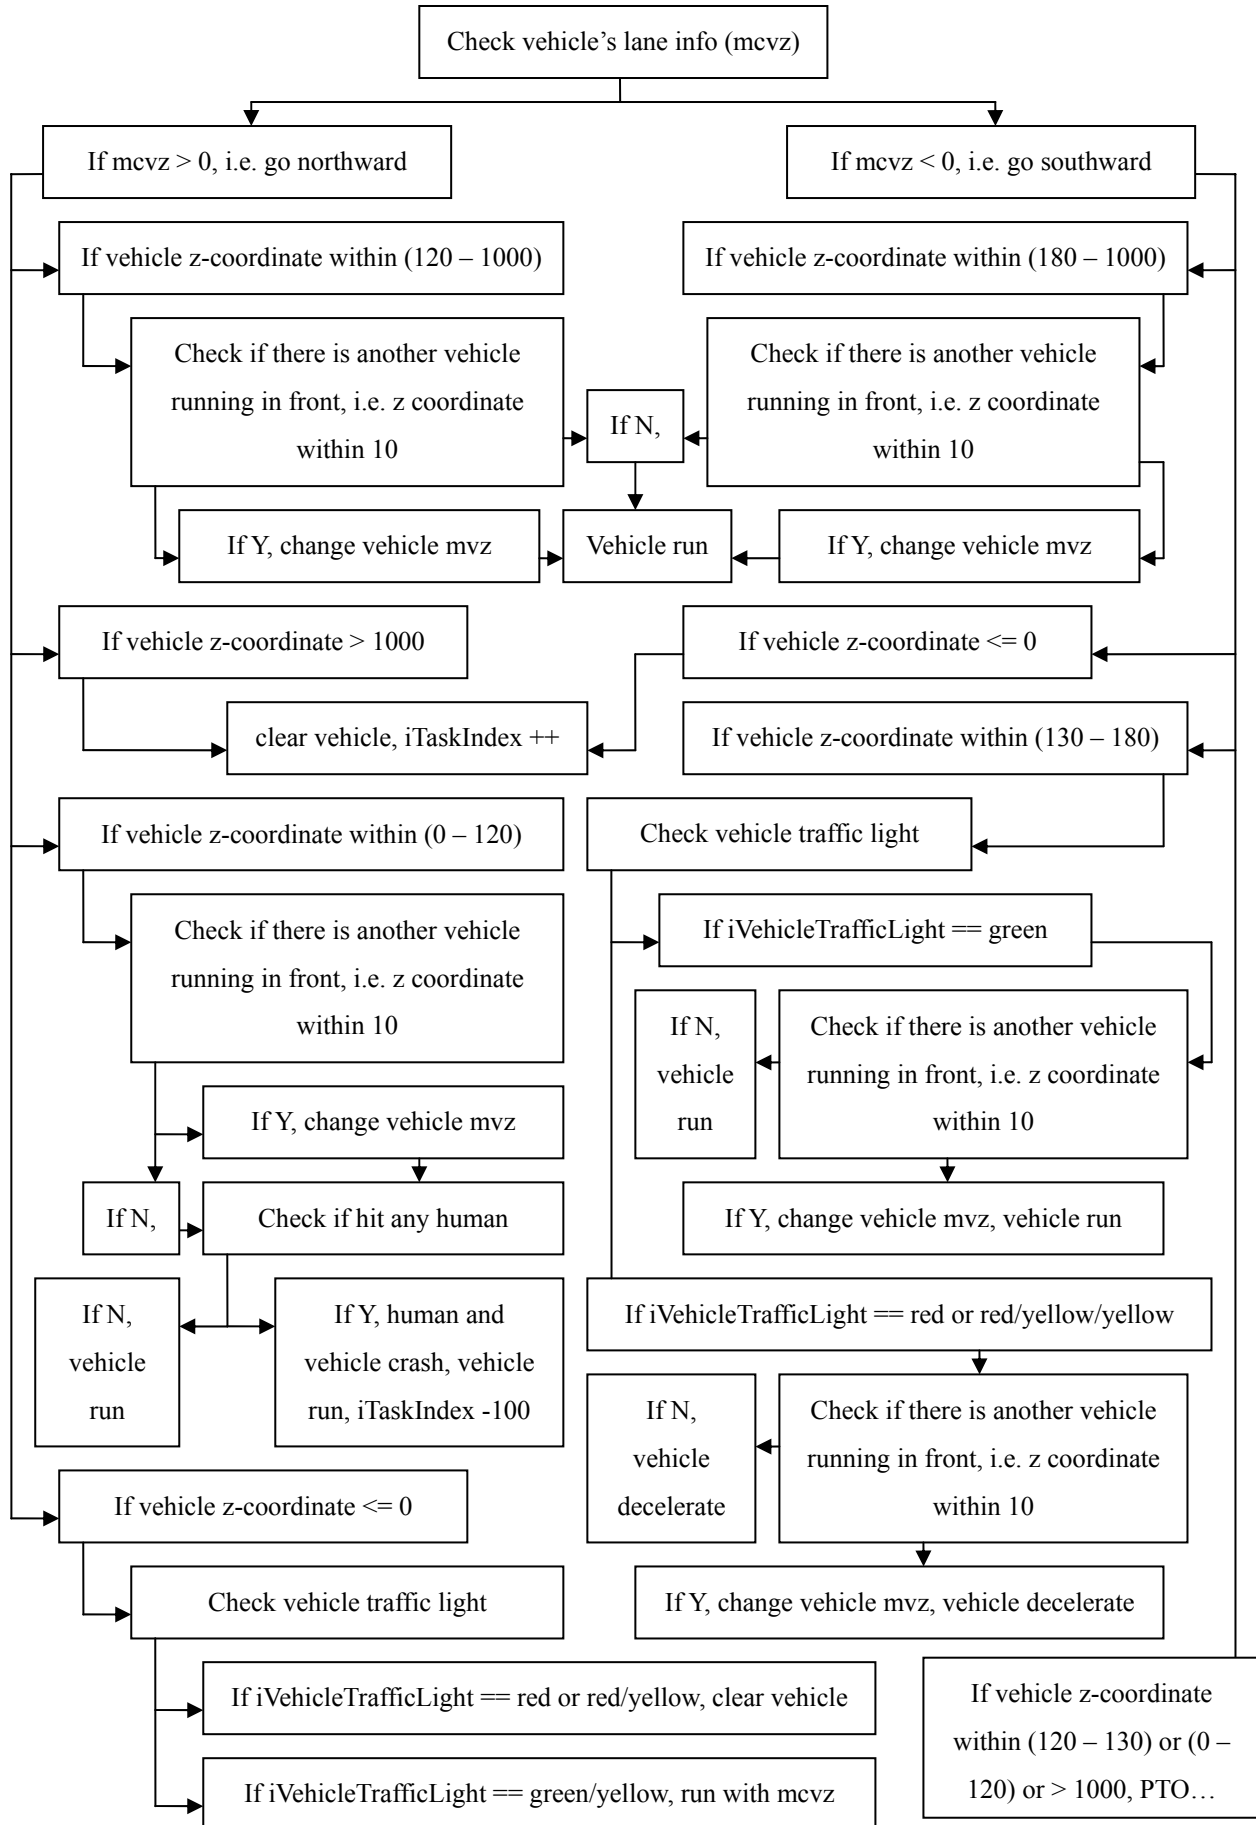 Check vehicle’s lane info (mcvz)
If mcvz > 0, i.e. go northward
If mcvz < 0, i.e. go southward
If vehicle z-coordinate within (120 – 1000)
If vehicle z-coordinate within (180 – 1000)
Check if there is another vehicle
running in front, i.e. z coordinate
within 10
If N,
Check if there is another vehicle
running in front, i.e. z coordinate
within 10
If Y, change vehicle mvz
Vehicle run
If Y, change vehicle mvz
If vehicle z-coordinate > 1000
If vehicle z-coordinate <= 0
clear vehicle, iTaskIndex ++
If vehicle z-coordinate within (130 – 180)
If vehicle z-coordinate within (0 – 120)
Check vehicle traffic light
Check if there is another vehicle
running in front, i.e. z coordinate
within 10
If iVehicleTrafficLight == green
If N,
vehicle
run
Check if there is another vehicle
running in front, i.e. z coordinate
within 10
If Y, change vehicle mvz
If N,
Check if hit any human
If Y, change vehicle mvz, vehicle run
If N,
vehicle
run
If Y, human and
vehicle crash, vehicle
run, iTaskIndex -100
If iVehicleTrafficLight == red or red/yellow/yellow
If N,
vehicle
decelerate
Check if there is another vehicle
running in front, i.e. z coordinate
within 10
If vehicle z-coordinate <= 0
If Y, change vehicle mvz, vehicle decelerate
Check vehicle traffic light
If iVehicleTrafficLight == red or red/yellow, clear vehicle
If iVehicleTrafficLight == green/yellow, run with mcvz
If vehicle z-coordinate
within (120 – 130) or (0 –
120) or > 1000, PTO…